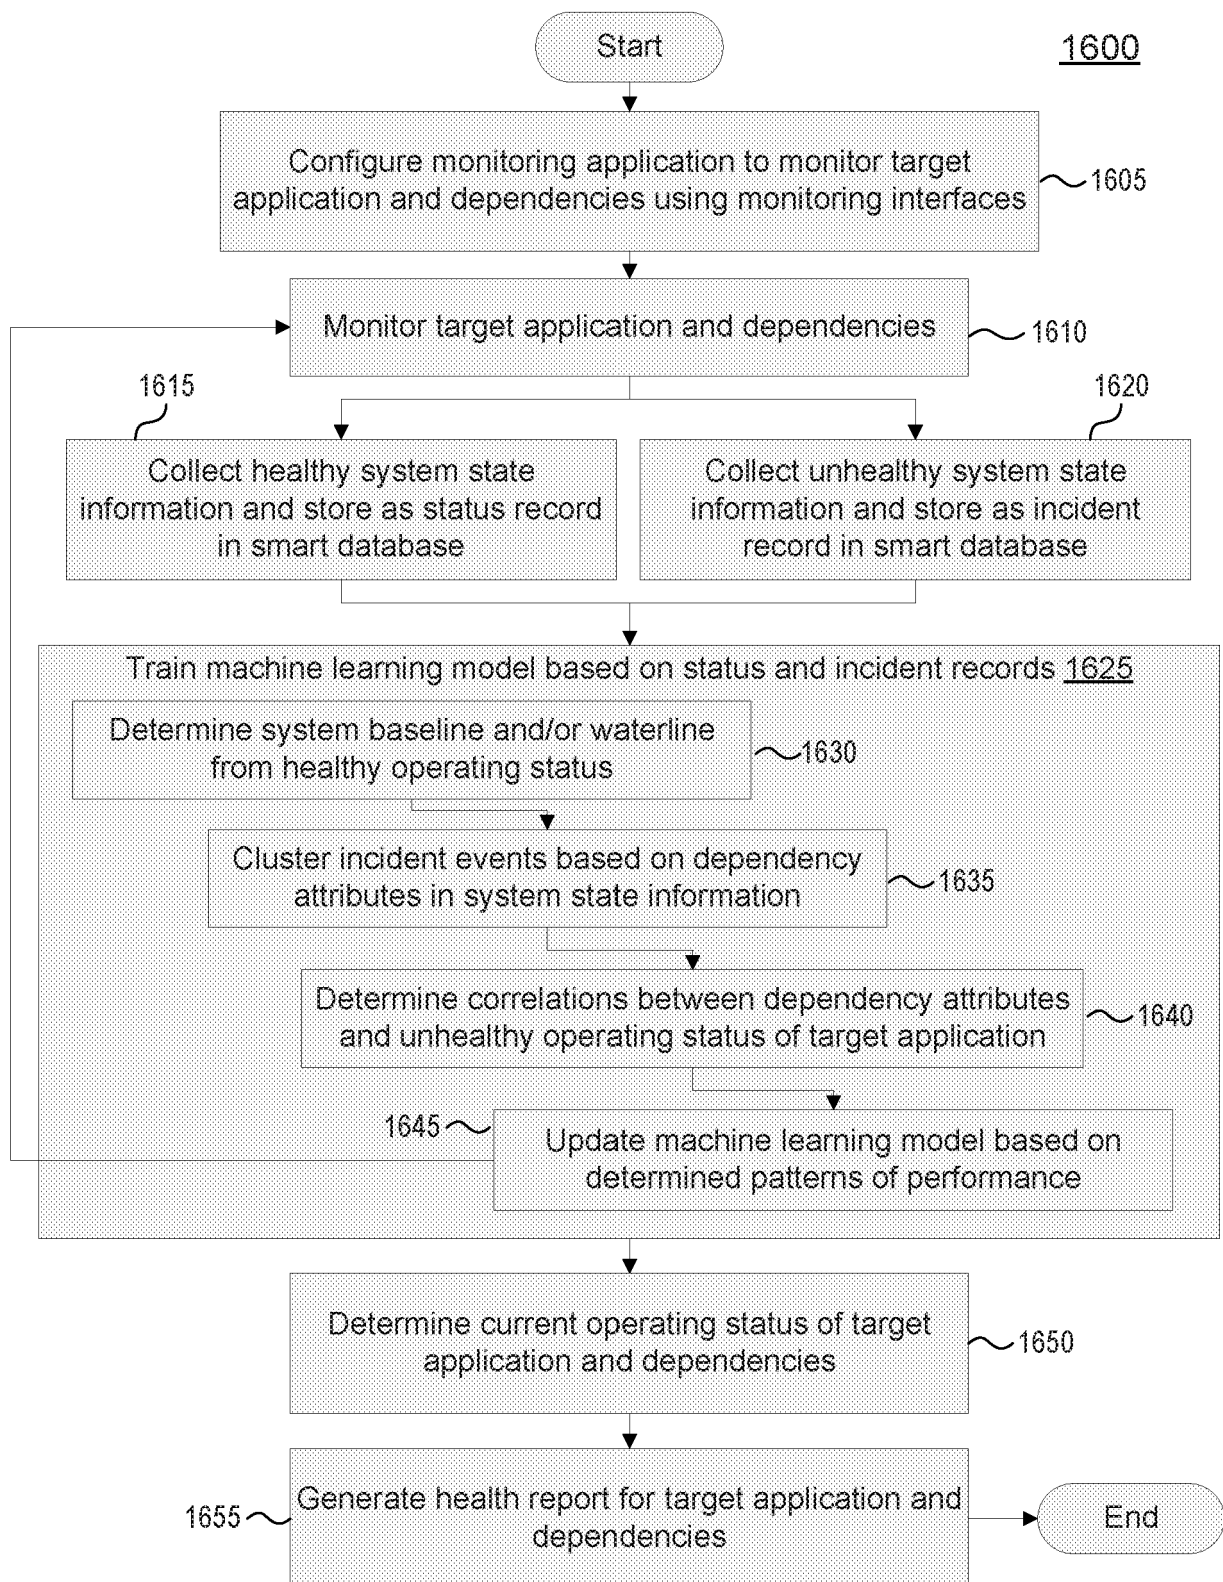 Start
1600
Configure monitoring application to monitor target
application and dependencies using monitoring interfaces
1605
Monitor target application and dependencies
1610
1615
1620
Collect healthy system state
information and store as status record
in smart database
Collect unhealthy system state
information and store as incident
record in smart database
Train machine learning model based on status and incident records 1625
Determine system baseline and/or waterline
from healthy operating status
1630
Cluster incident events based on dependency
attributes in system state information
1635
Determine correlations between dependency attributes
and unhealthy operating status of target application
1640
1645
Update machine learning model based on
determined patterns of performance
Determine current operating status of target
application and dependencies
1650
Generate health report for target application and
dependencies
1655
End